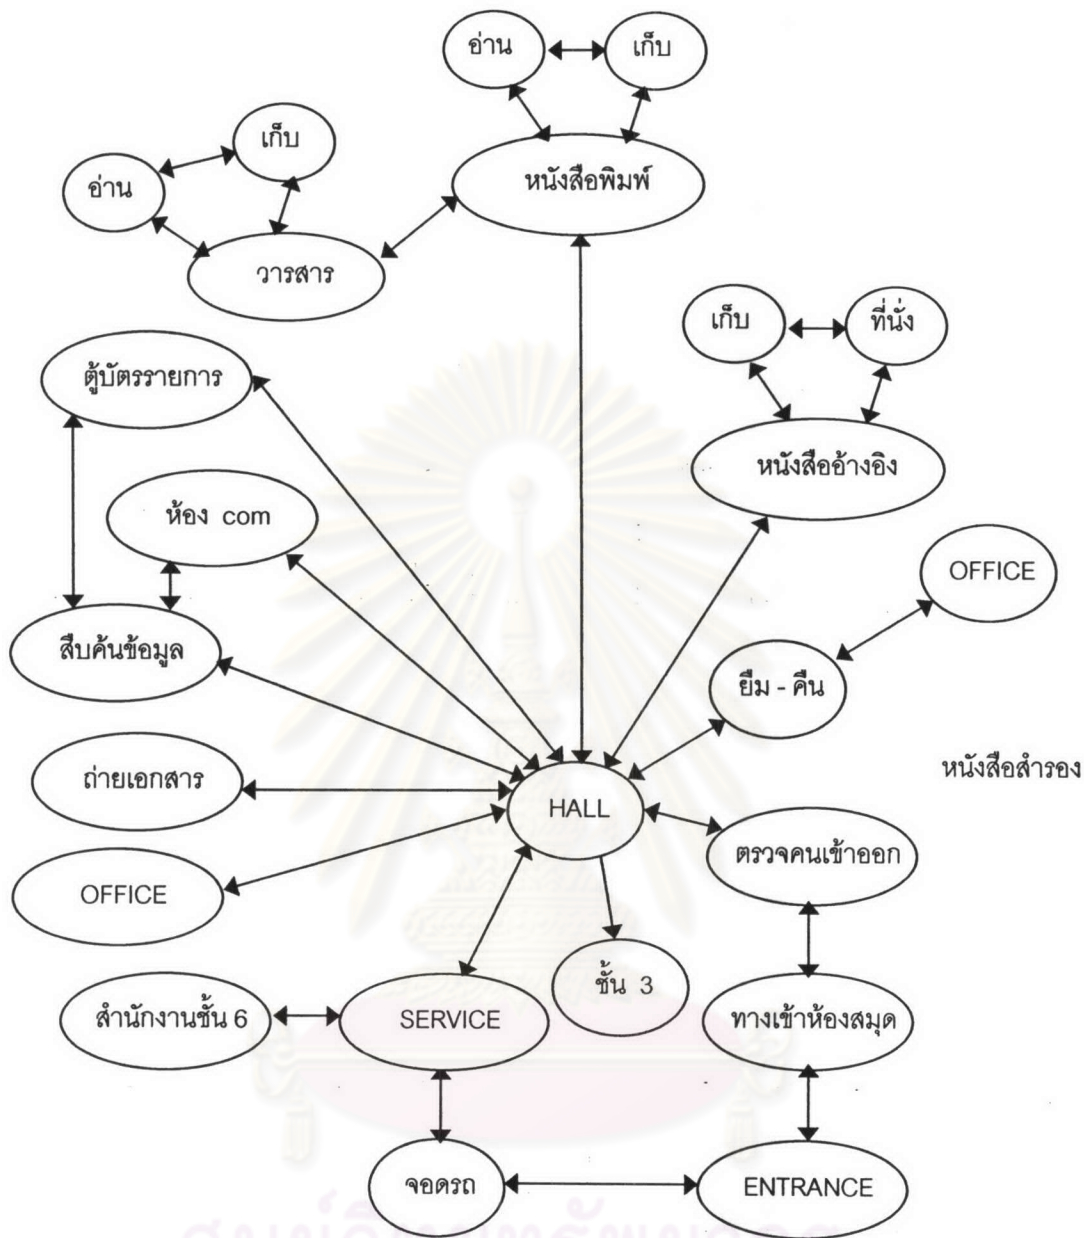 อ่าน
เก็บ
หนังสือพิมพ์
เก็บ
อ่าน
วารสาร
เก็บ
ที่นั่ง
หนังสืออ้างอิง
ตู้บัตรรายการ
ห้อง com
OFFICE
สืบค้นข้อมูล
ยืม - คืน
หนังสือสำรอง
ถ่ายเอกสาร
HALL
ตรวจคนเข้าออก
OFFICE
ชั้น 3
สำนักงานชั้น 6
SERVICE
ทางเข้าห้องสมุด
จอดรถ
ENTRANCE